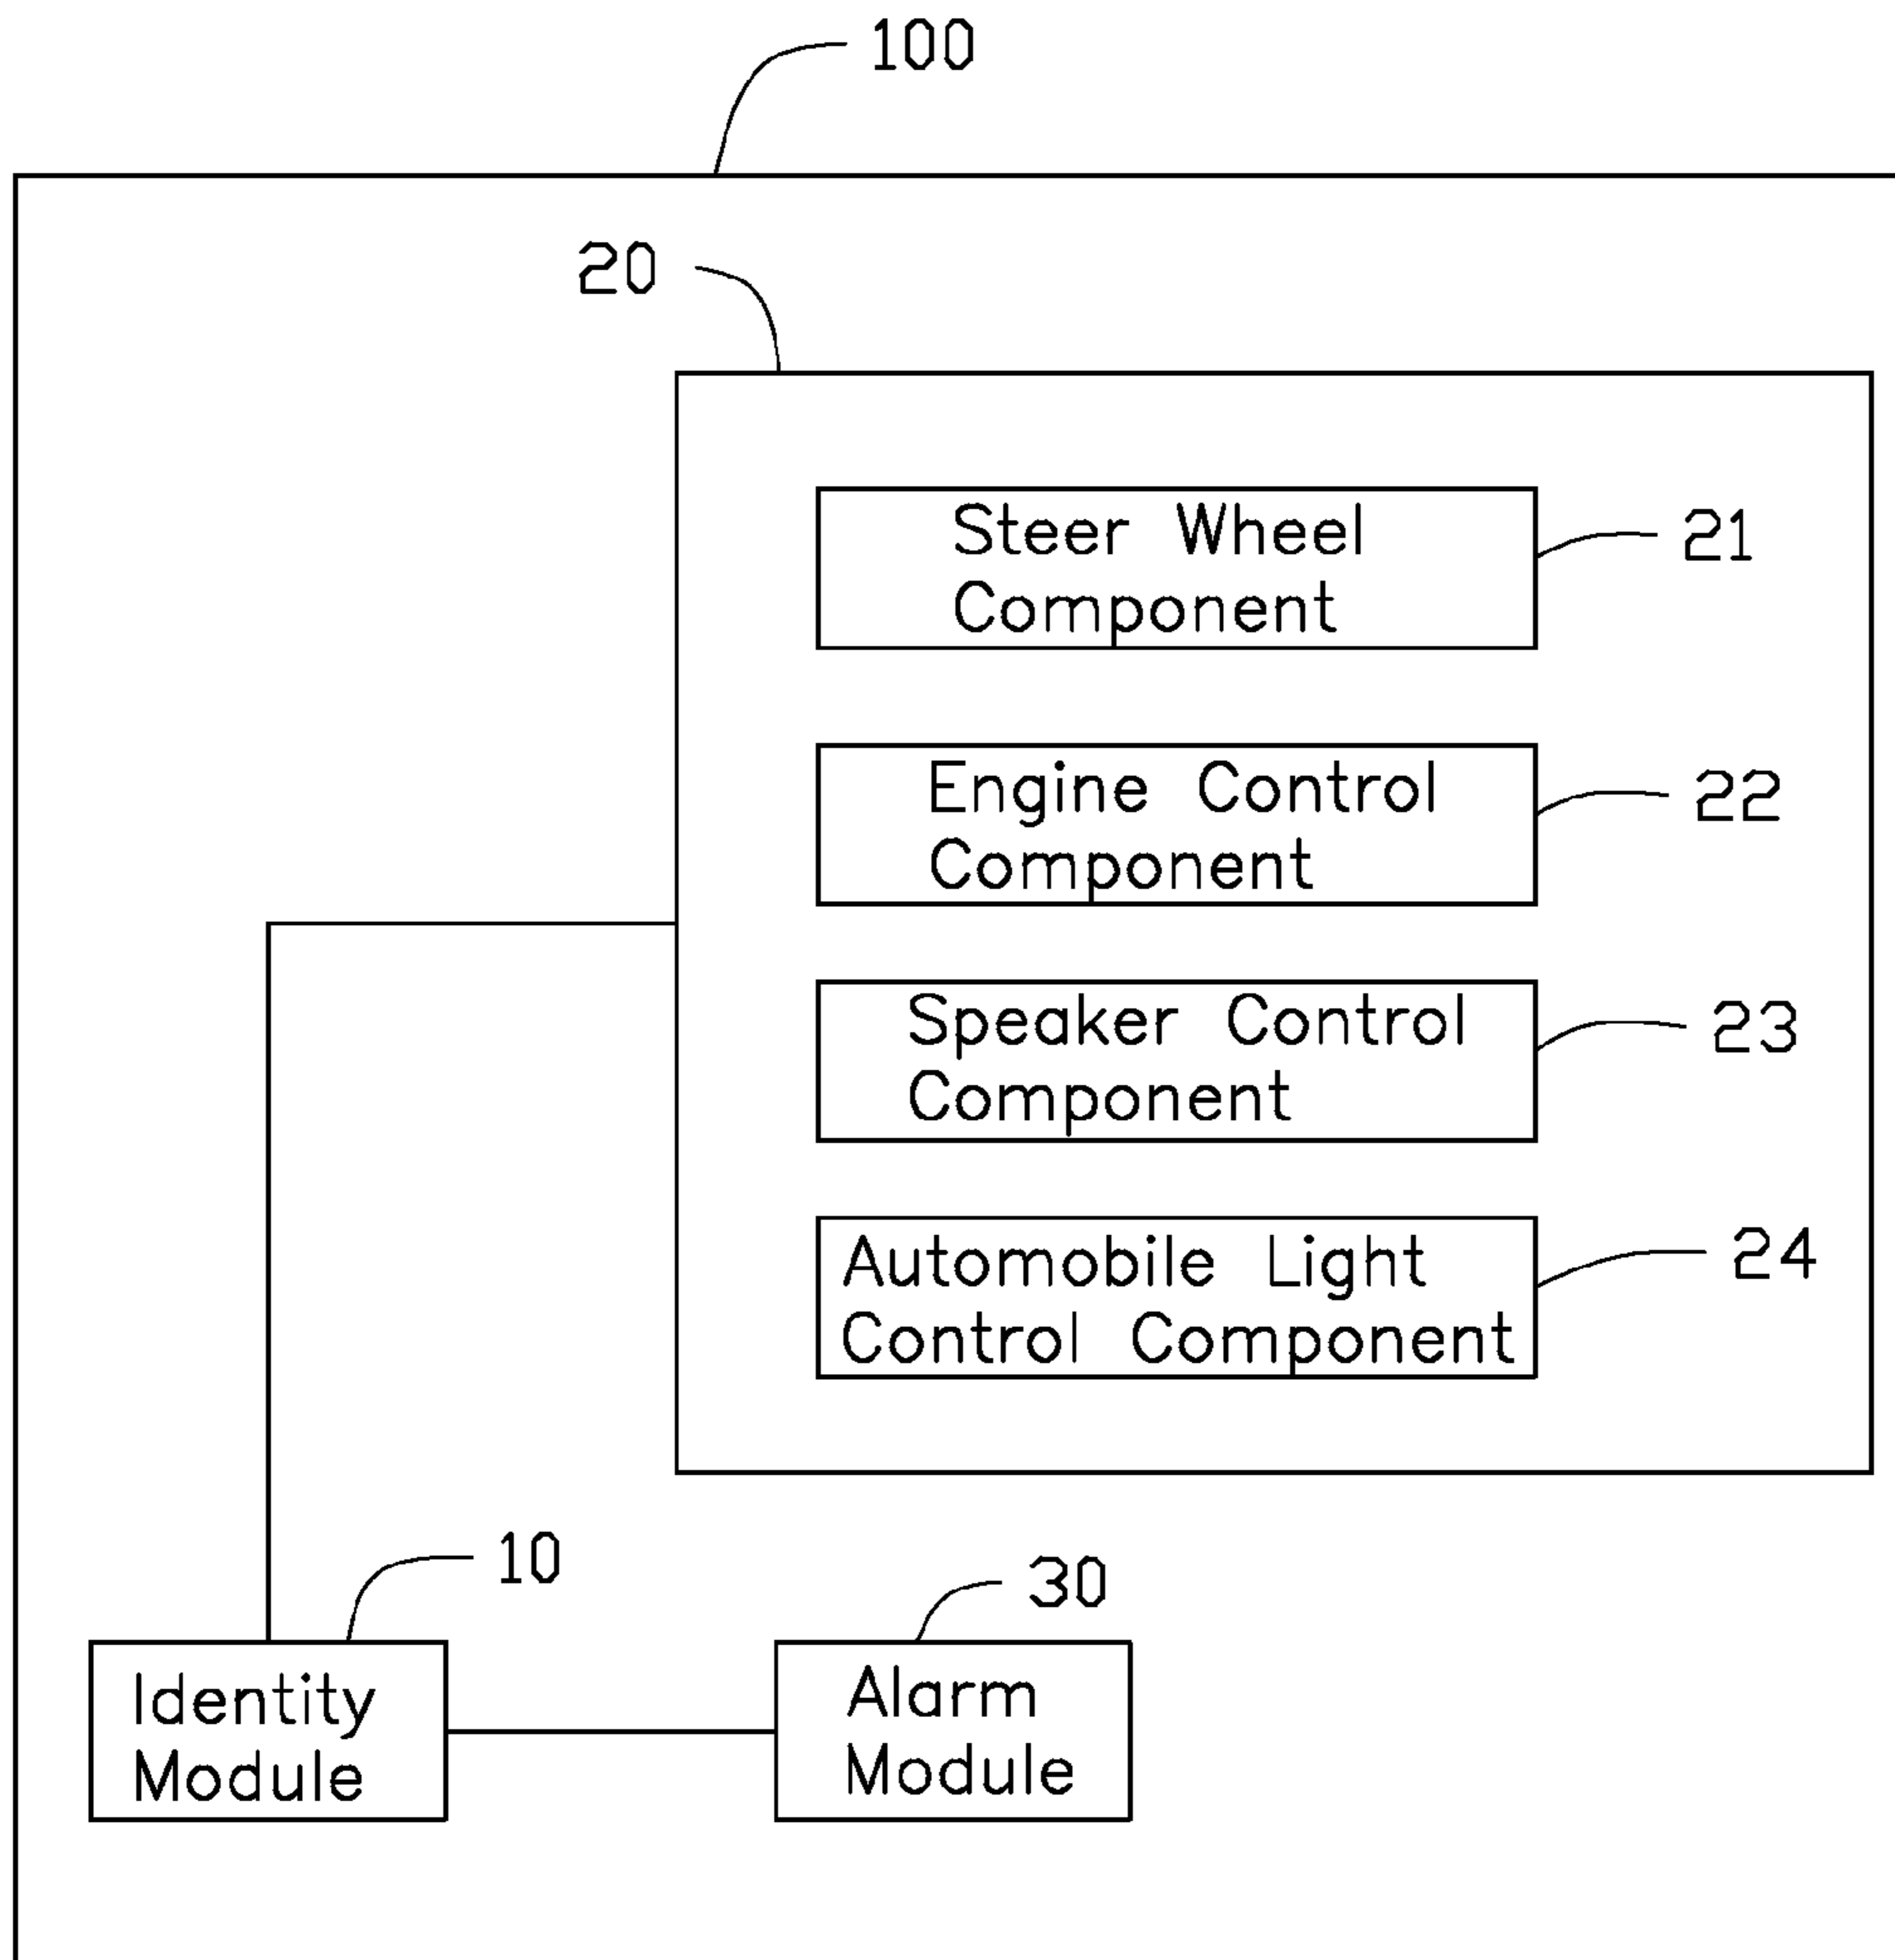 100
20
Steer Wheel
Component
21
Engine Control
Component
22
Speaker Control
Component
23
Automobile Light
Control Component
24
10
30
Identity
Module
Alarm
Module